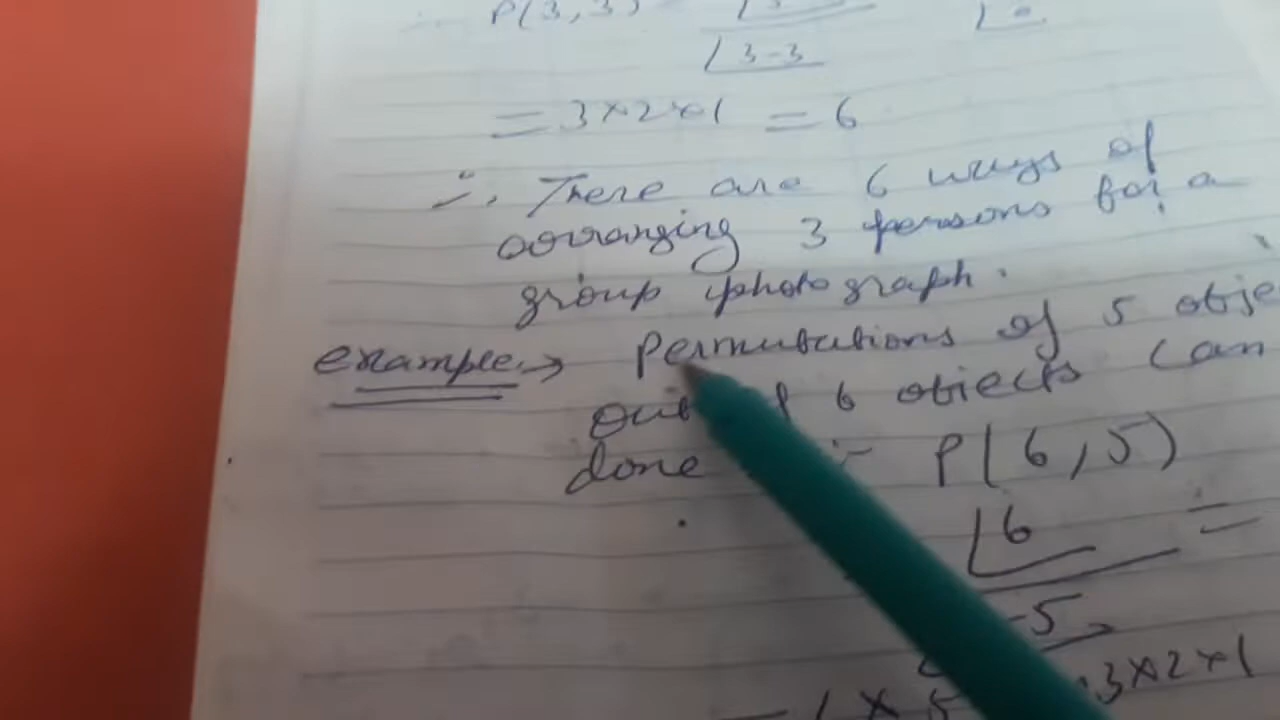 P(3,3)
∠3-3
= 3×2×1 = 6
∴ There are 6 ways of
arranging 3 persons for a
group photograph.
example → Permutations of 5 obje
out 6 objects can
done :- P(6,5)
∠6 =
-5
3×2×1